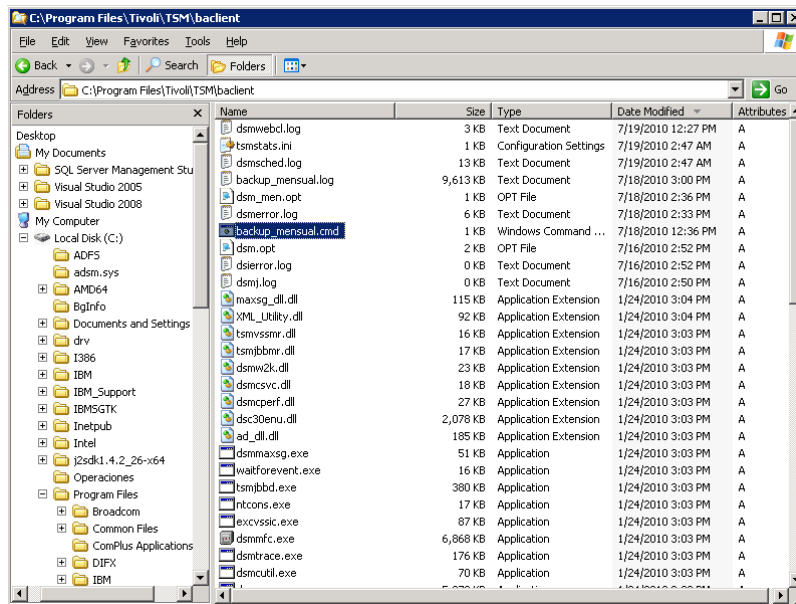 C:\Program Files\Tivoli\TSM\baclient
File Edit View Favorites Tools Help
Back Search Folders
Address C:\Program Files\Tivoli\TSM\baclient Go
Folders
Desktop
My Documents
SQL Server Management Stu
Visual Studio 2005
Visual Studio 2008
My Computer
Local Disk (C:)
ADFS
adsm.sys
AMD64
BgInfo
Documents and Settings
drv
I386
IBM
IBM_Support
IBMSGTK
Inetpub
Intel
j2sdk1.4.2_26-x64
Operaciones
Program Files
Broadcom
Common Files
ComPlus Applications
DIFX
IBM
Name Size Type Date Modified Attributes
dsmwebcl.log 3 KB Text Document 7/19/2010 12:27 PM A
tsmstats.ini 1 KB Configuration Settings 7/19/2010 2:47 AM A
dsmsched.log 13 KB Text Document 7/19/2010 2:47 AM A
backup_mensual.log 9,613 KB Text Document 7/18/2010 3:00 PM A
dsm_men.opt 1 KB OPT File 7/18/2010 2:36 PM A
dsmerror.log 6 KB Text Document 7/18/2010 2:33 PM A
backup_mensual.cmd 1 KB Windows Command ... 7/18/2010 12:36 PM A
dsm.opt 2 KB OPT File 7/16/2010 2:52 PM A
dsierror.log 0 KB Text Document 7/16/2010 2:52 PM A
dsmj.log 0 KB Text Document 7/16/2010 2:50 PM A
maxsg_dll.dll 115 KB Application Extension 1/24/2010 3:04 PM A
XML_Utility.dll 92 KB Application Extension 1/24/2010 3:04 PM A
tsmvssmr.dll 16 KB Application Extension 1/24/2010 3:03 PM A
tsmjbbmr.dll 17 KB Application Extension 1/24/2010 3:03 PM A
dsmw2k.dll 23 KB Application Extension 1/24/2010 3:03 PM A
dsmcsvc.dll 18 KB Application Extension 1/24/2010 3:03 PM A
dsmcperf.dll 27 KB Application Extension 1/24/2010 3:03 PM A
dsc30enu.dll 2,078 KB Application Extension 1/24/2010 3:03 PM A
ad_dll.dll 185 KB Application Extension 1/24/2010 3:03 PM A
dsmmaxsg.exe 51 KB Application 1/24/2010 3:03 PM A
waitforevent.exe 16 KB Application 1/24/2010 3:03 PM A
tsmjbbd.exe 380 KB Application 1/24/2010 3:03 PM A
ntcons.exe 17 KB Application 1/24/2010 3:03 PM A
excvssic.exe 87 KB Application 1/24/2010 3:03 PM A
dsmmfc.exe 6,868 KB Application 1/24/2010 3:03 PM A
dsmtrace.exe 176 KB Application 1/24/2010 3:03 PM A
dsmcutil.exe 70 KB Application 1/24/2010 3:03 PM A